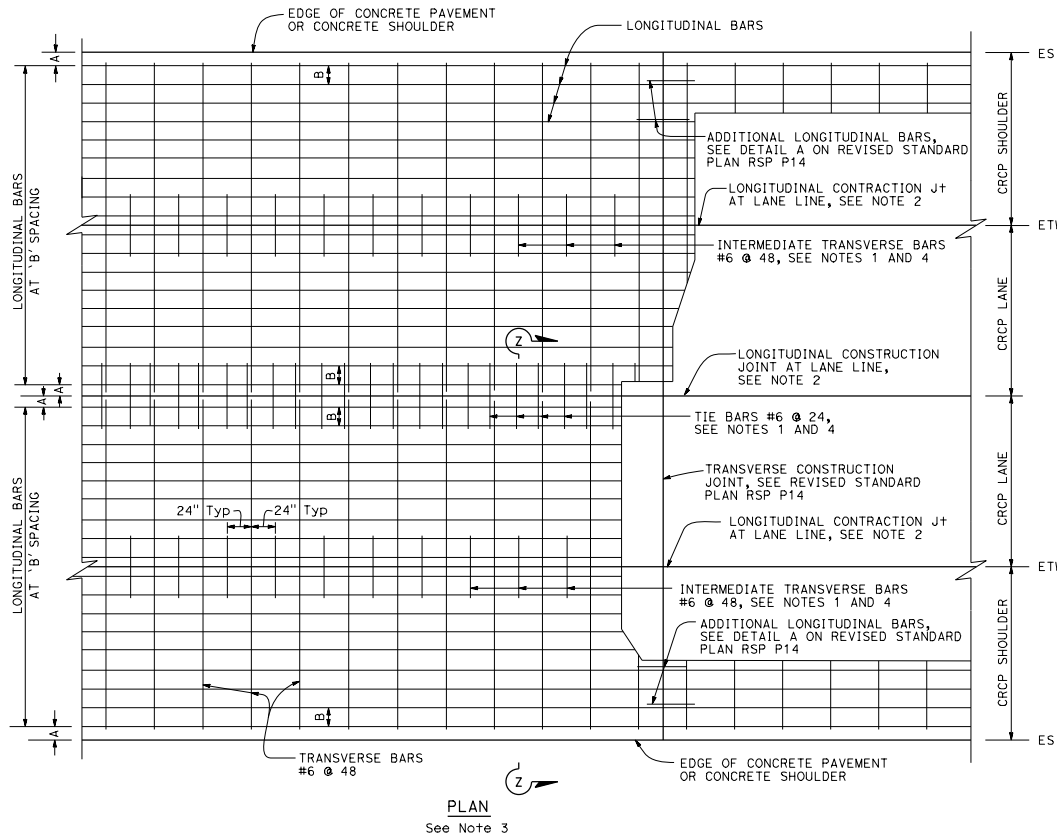 EDGE OF CONCRETE PAVEMENT
OR CONCRETE SHOULDER
LONGITUDINAL BARS
ES
A
B
ADDITIONAL LONGITUDINAL BARS,
SEE DETAIL A ON REVISED STANDARD
PLAN RSP P14
CRCP SHOULDER
LONGITUDINAL BARS
AT 'B' SPACING
LONGITUDINAL CONTRACTION Jt
AT LANE LINE, SEE NOTE 2
ETW
INTERMEDIATE TRANSVERSE BARS
#6 @ 48, SEE NOTES 1 AND 4
CRCP LANE
Z
LONGITUDINAL CONSTRUCTION
JOINT AT LANE LINE,
SEE NOTE 2
B
A
A
B
TIE BARS #6 @ 24,
SEE NOTES 1 AND 4
CRCP LANE
TRANSVERSE CONSTRUCTION
JOINT, SEE REVISED STANDARD
PLAN RSP P14
LONGITUDINAL BARS
AT 'B' SPACING
24" Typ
24" Typ
LONGITUDINAL CONTRACTION Jt
AT LANE LINE, SEE NOTE 2
ETW
INTERMEDIATE TRANSVERSE BARS
#6 @ 48, SEE NOTES 1 AND 4
ADDITIONAL LONGITUDINAL BARS,
SEE DETAIL A ON REVISED STANDARD
PLAN RSP P14
CRCP SHOULDER
B
A
ES
TRANSVERSE BARS
#6 @ 48
EDGE OF CONCRETE PAVEMENT
OR CONCRETE SHOULDER
Z
PLAN
See Note 3